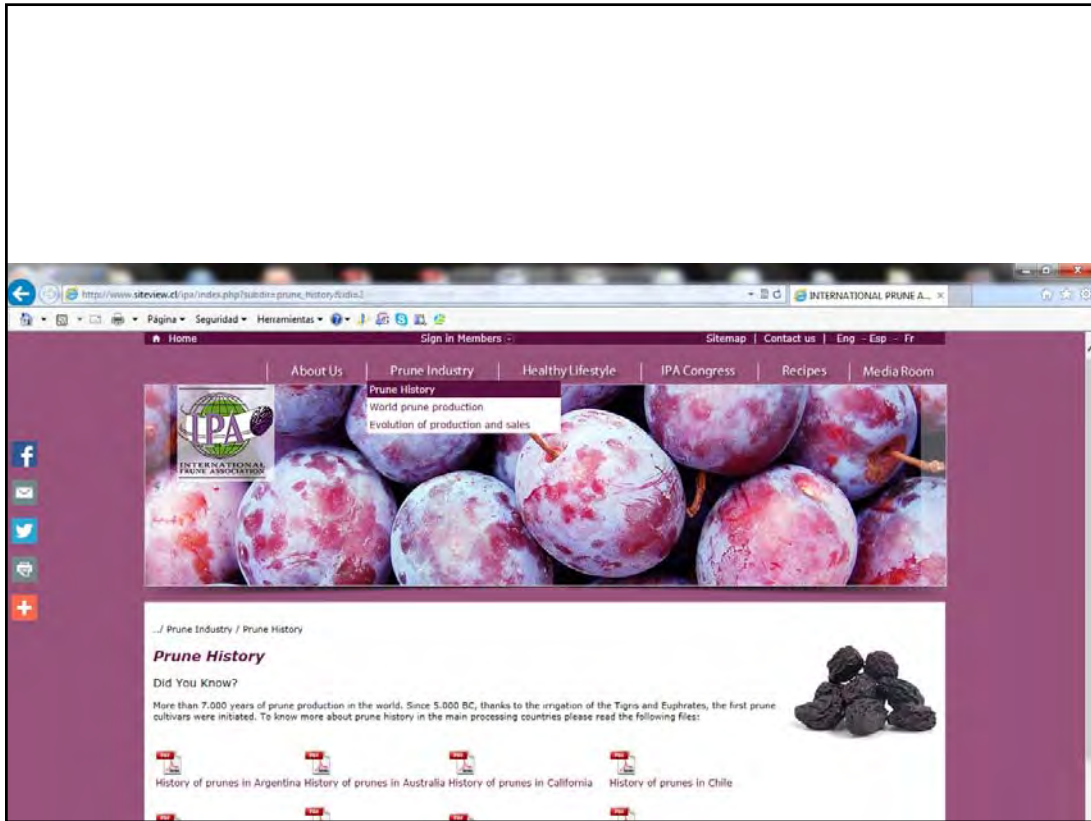 http://www.siteview.cl/ipa/index.php?subdir=prune_history&idi=1
INTERNATIONAL PRUNE A...
Página Seguridad Herramientas
Home Sign in Members Sitemap | Contact us | Eng - Esp - Fr
About Us | Prune Industry | Healthy Lifestyle | IPA Congress | Recipes | Media Room
Prune History
World prune production
Evolution of production and sales
IPA
INTERNATIONAL
PRUNE ASSOCIATION
../ Prune Industry / Prune History
Prune History
Did You Know?
More than 7.000 years of prune production in the world. Since 5.000 BC, thanks to the irrigation of the Tigris and Euphrates, the first prune
cultivars were initiated. To know more about prune history in the main processing countries please read the following files:
History of prunes in Argentina History of prunes in Australia History of prunes in California History of prunes in Chile